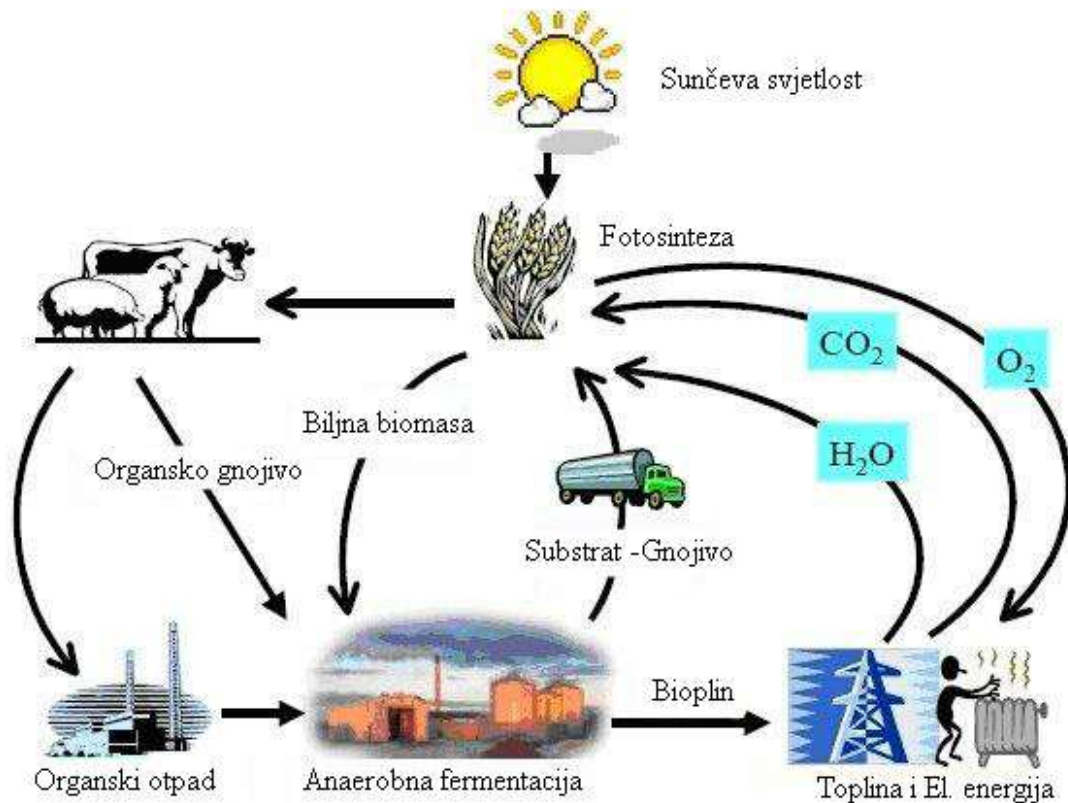 Sunčeva svjetlost
Fotosinteza
CO₂
O₂
Biljna biomasa
H₂O
Organsko gnojivo
Substrat -Gnojivo
Bioplin
Organski otpad
Anaerobna fermentacija
Toplina i El. energija